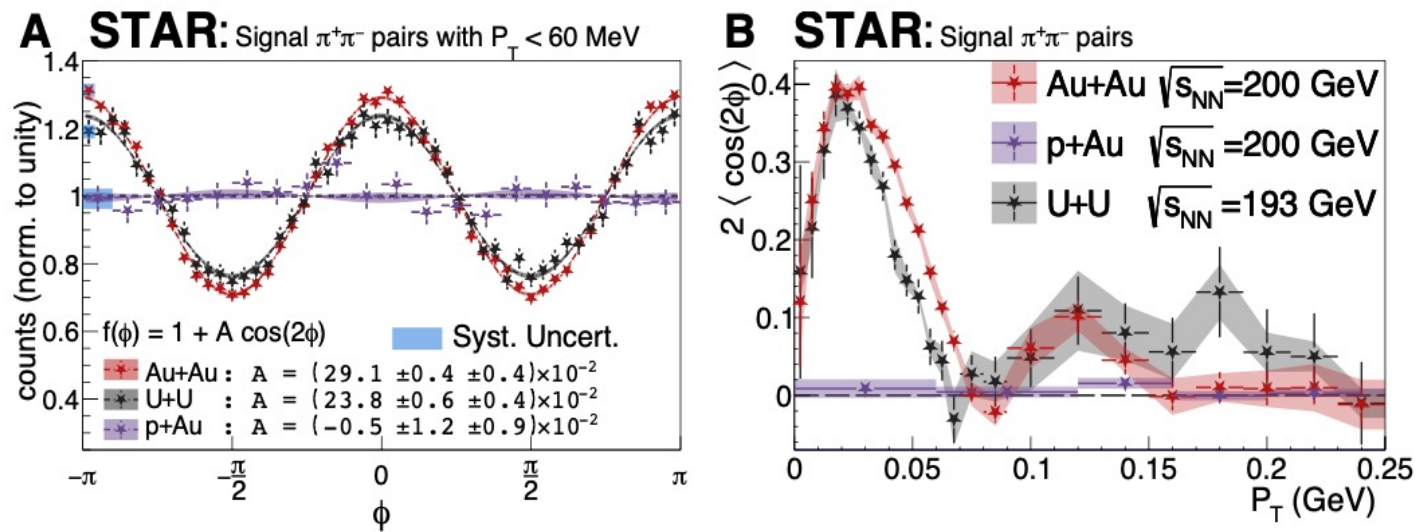 A STAR: Signal π⁺π⁻ pairs with P_T < 60 MeV
counts (norm. to unity)
1.4
1.2
1
0.8
0.6
0.4
f(ϕ) = 1 + A cos(2ϕ)
Syst. Uncert.
Au+Au : A = (29.1 ±0.4 ±0.4)×10⁻²
U+U : A = (23.8 ±0.6 ±0.4)×10⁻²
p+Au : A = (-0.5 ±1.2 ±0.9)×10⁻²
−π
−π/2
0
π/2
π
ϕ
B STAR: Signal π⁺π⁻ pairs
2 ⟨ cos(2ϕ) ⟩
0.4
0.3
0.2
0.1
0
Au+Au √s_NN=200 GeV
p+Au √s_NN =200 GeV
U+U √s_NN =193 GeV
0
0.05
0.1
0.15
0.2
0.25
P_T (GeV)